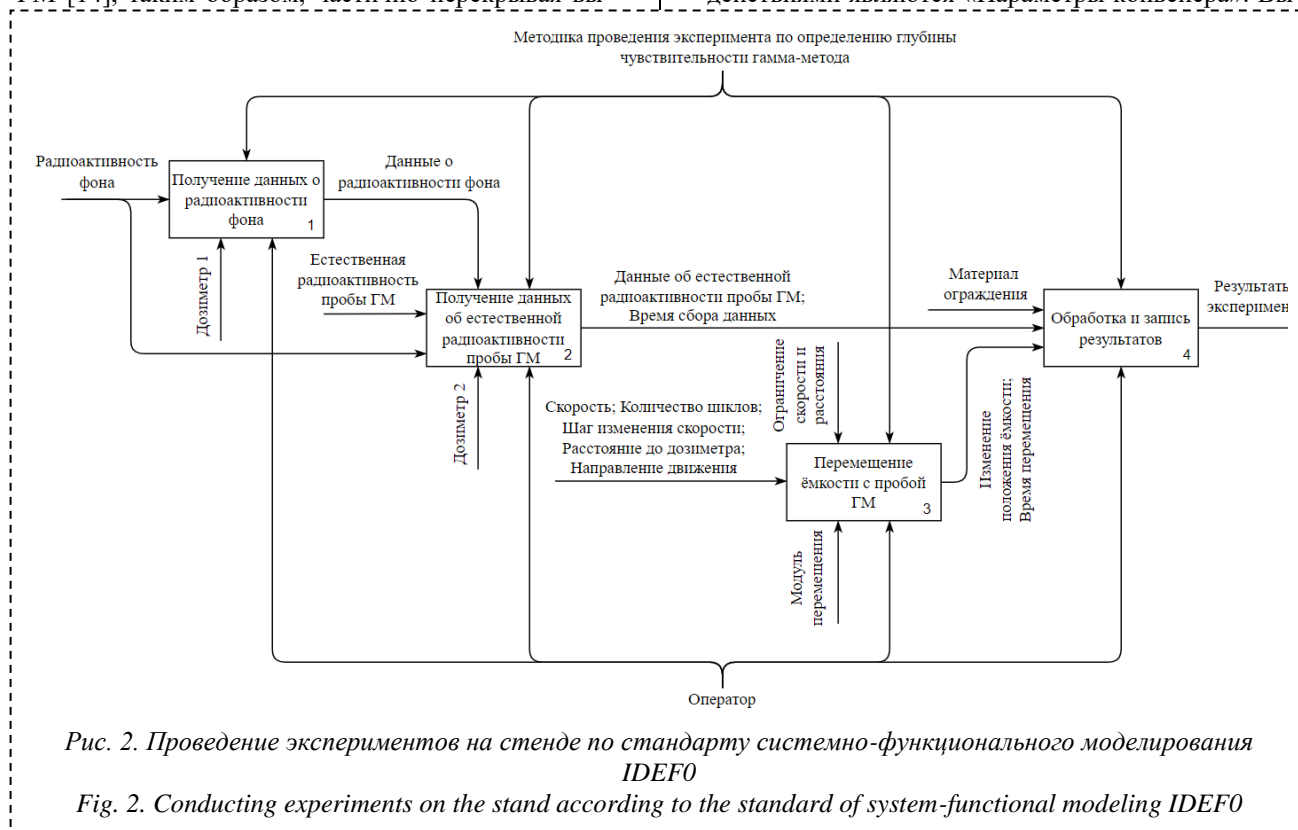 Методика проведения эксперимента по определению глубины
чувствительности гамма-метода
Радиоактивность
фона
Получение данных о
радиоактивности
фона
1
Данные о
радиоактивности фона
Дозиметр 1
Естественная
радиоактивность
пробы ГМ
Получение данных
об естественной
радиоактивности
пробы ГМ
2
Дозиметр 2
Данные об естественной
радиоактивности пробы ГМ;
Время сбора данных
Ограничение
скорости и
расстояния
Скорость; Количество циклов;
Шаг изменения скорости;
Расстояние до дозиметра;
Направление движения
Перемещение
ёмкости с пробой
ГМ
3
Модуль
перемещения
Изменение
положения ёмкости;
Время перемещения
Материал
ограждения
Обработка и запись
результатов
4
Результаты
эксперимен
Оператор
Рис. 2. Проведение экспериментов на стенде по стандарту системно-функционального моделирования
IDEF0
Fig. 2. Conducting experiments on the stand according to the standard of system-functional modeling IDEF0